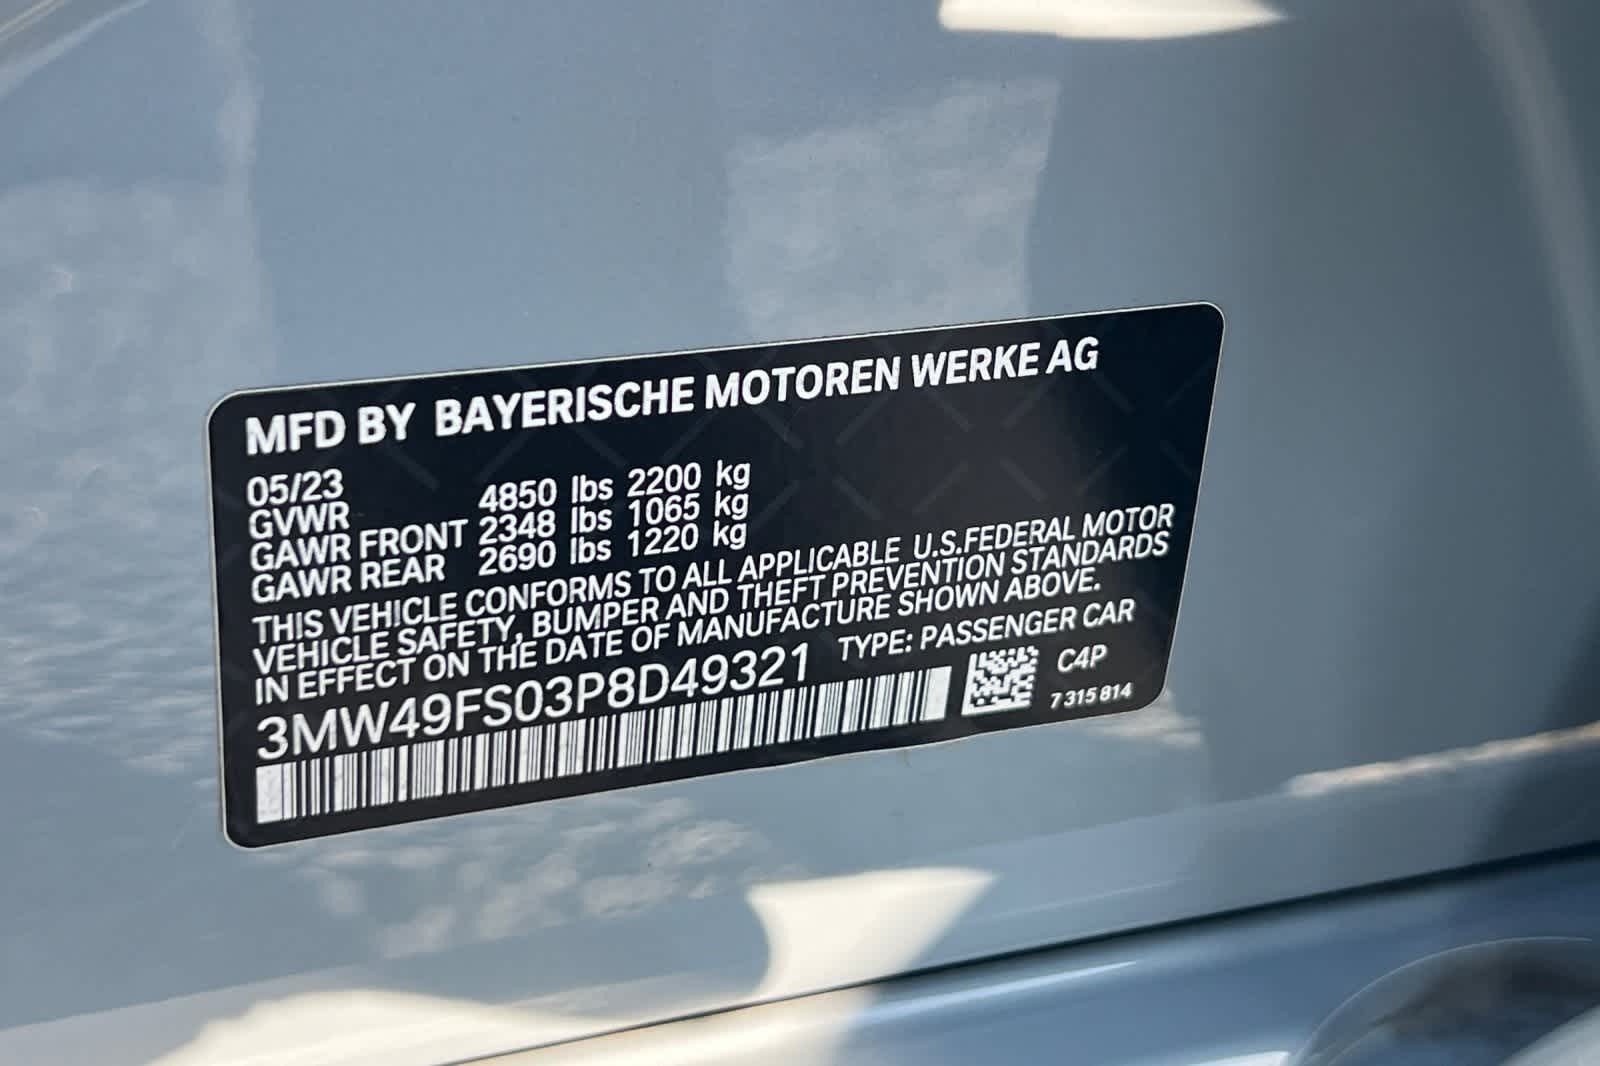 MFD BY BAYERISCHE MOTOREN WERKE AG
05/23
GVWR 4850 lbs 2200 kg
GAWR FRONT 2348 lbs 1065 kg
GAWR REAR 2690 lbs 1220 kg
THIS VEHICLE CONFORMS TO ALL APPLICABLE U.S.FEDERAL MOTOR
VEHICLE SAFETY, BUMPER AND THEFT PREVENTION STANDARDS
IN EFFECT ON THE DATE OF MANUFACTURE SHOWN ABOVE.
3MW49FS03P8D49321 TYPE: PASSENGER CAR
C4P
7 315 814